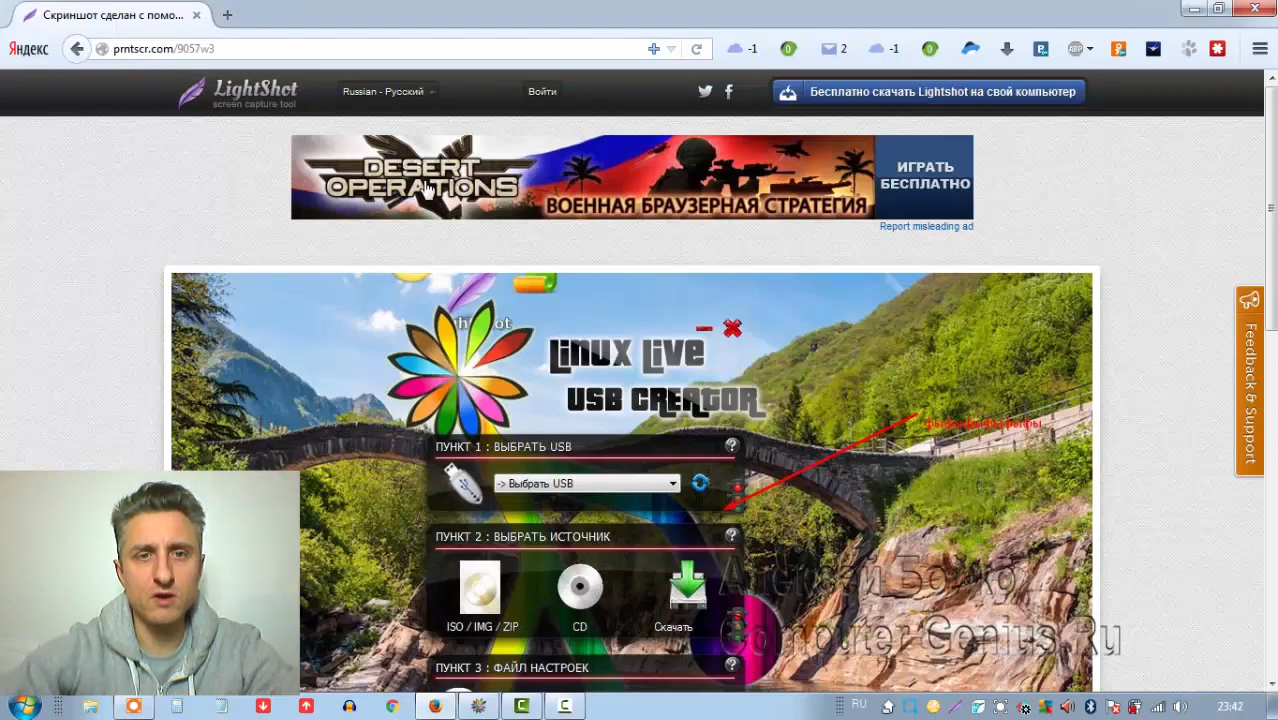 Скриншот сделан с помо...
Яндекс
prntscr.com/9057w3
-1
0
2
-1
0
ABP
LightShot
screen capture tool
Russian - Русский
Войти
Бесплатно скачать Lightshot на свой компьютер
DESERT
OPERATIONS
ВОЕННАЯ БРАУЗЕРНАЯ СТРАТЕГИЯ
ИГРАТЬ
БЕСПЛАТНО
Report misleading ad
Feedback & Support
Linux Live
USB Creator
ПУНКТ 1 : ВЫБРАТЬ USB
?
-> Выбрать USB
ПУНКТ 2 : ВЫБРАТЬ ИСТОЧНИК
?
ISO / IMG / ZIP
CD
Скачать
ПУНКТ 3 : ФАЙЛ НАСТРОЕК
?
Computer Genius.Ru
RU
23:42